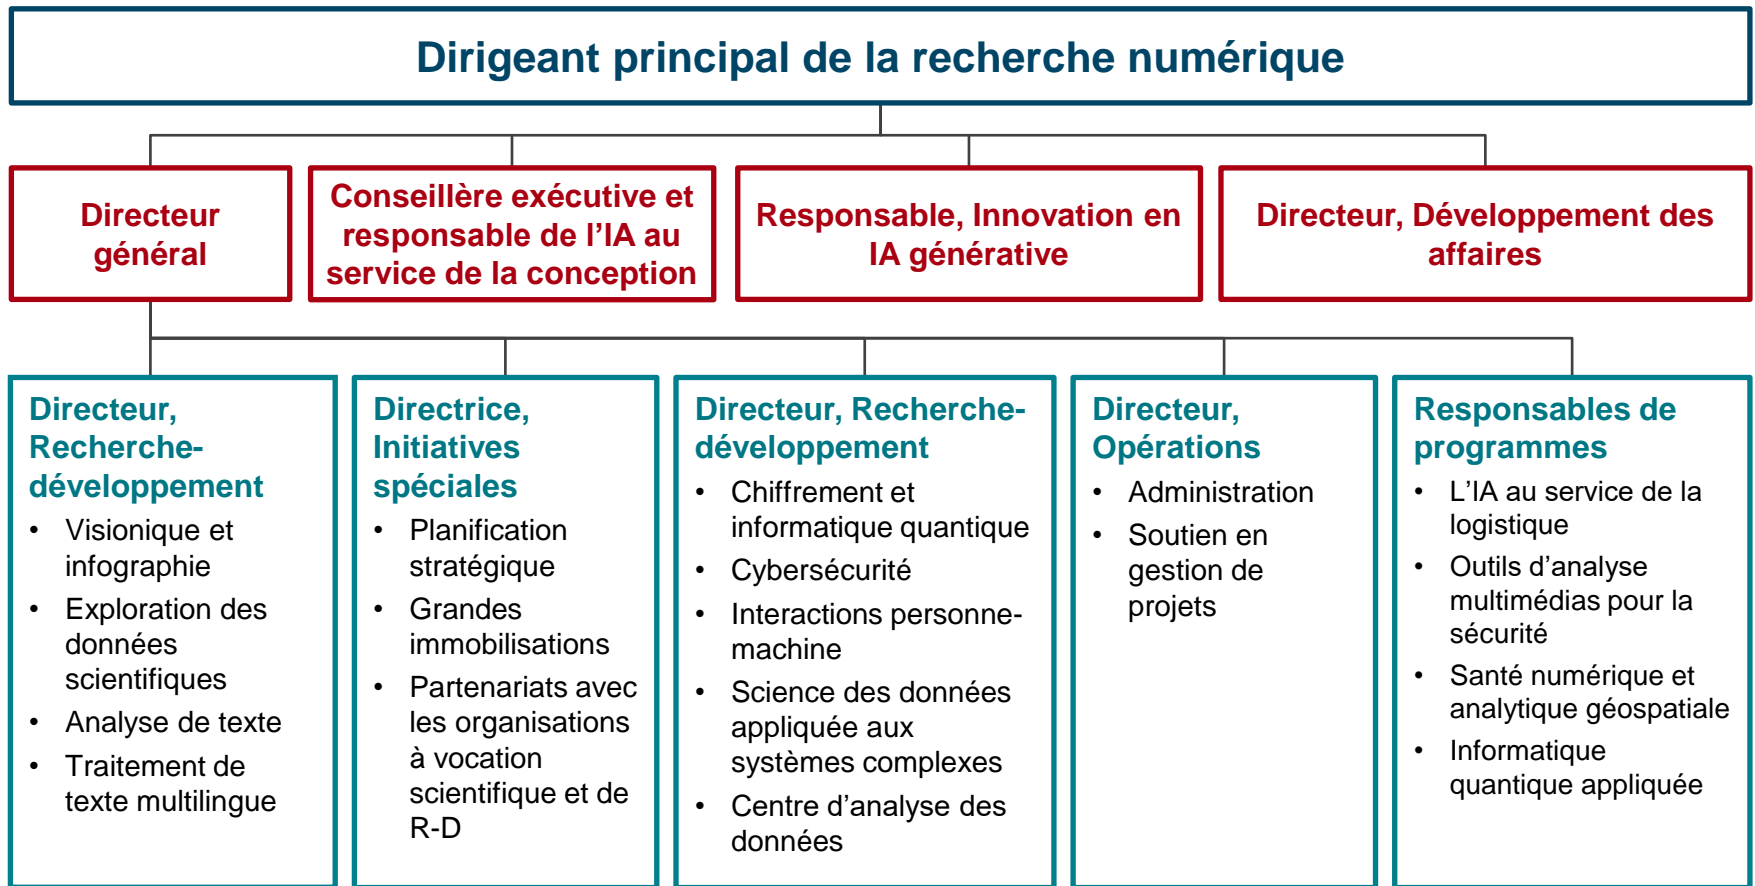 Dirigeant principal de la recherche numérique
Directeur
général
Conseillère exécutive et
responsable de l’IA au
service de la conception
Responsable, Innovation en
IA générative
Directeur, Développement des
affaires
Directeur,
Recherche-
développement
• Visionique et
infographie
• Exploration des
données
scientifiques
• Analyse de texte
• Traitement de
texte multilingue
Directrice,
Initiatives
spéciales
• Planification
stratégique
• Grandes
immobilisations
• Partenariats avec
les organisations
à vocation
scientifique et de
R-D
Directeur, Recherche-
développement
• Chiffrement et
informatique quantique
• Cybersécurité
• Interactions personne-
machine
• Science des données
appliquée aux
systèmes complexes
• Centre d’analyse des
données
Directeur,
Opérations
• Administration
• Soutien en
gestion de
projets
Responsables de
programmes
• L’IA au service de la
logistique
• Outils d’analyse
multimédias pour la
sécurité
• Santé numérique et
analytique géospatiale
• Informatique
quantique appliquée